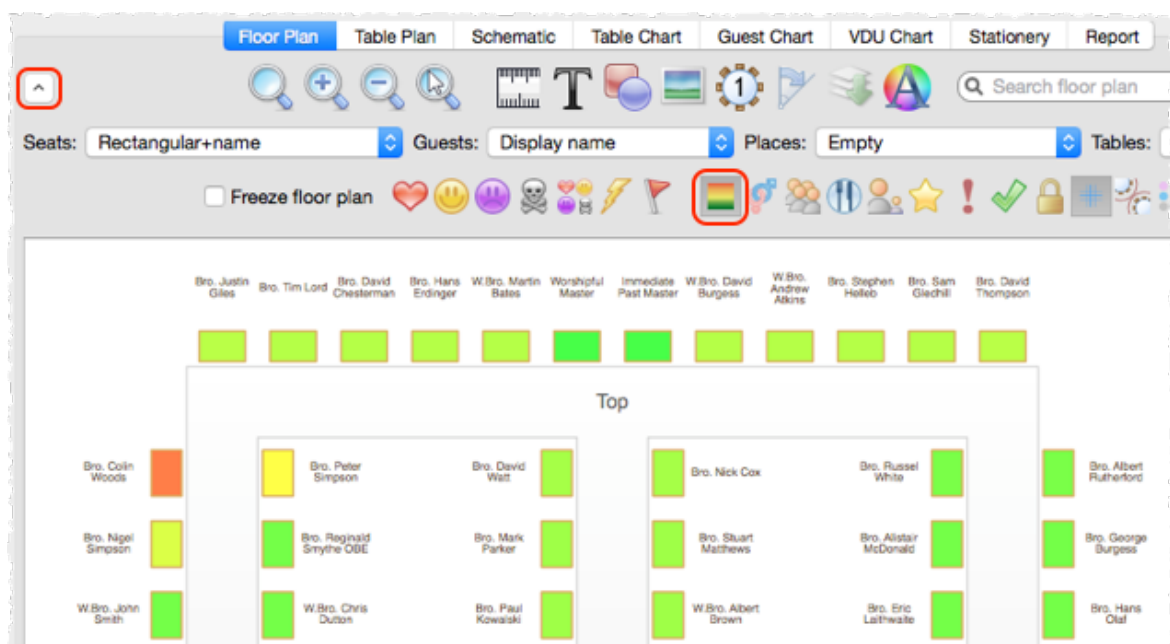 Floor Plan Table Plan Schematic Table Chart Guest Chart VDU Chart Stationery Report
T 1 A Search floor plan
Seats: Rectangular+name Guests: Display name Places: Empty Tables:
Freeze floor plan
Bro. Justin Giles
Bro. Tim Lord
Bro. David Chesterman
Bro. Hans Erdinger
W.Bro. Martin Bates
Worshipful Master
Immediate Past Master
W.Bro. David Burgess
W.Bro. Andrew Atkins
Bro. Stephen Helleb
Bro. Sam Gledhill
Bro. David Thompson
Top
Bro. Colin Woods
Bro. Peter Simpson
Bro. David Watt
Bro. Nick Cox
Bro. Russel White
Bro. Albert Rutherford
Bro. Nigel Simpson
Bro. Reginald Smythe OBE
Bro. Mark Parker
Bro. Stuart Matthews
Bro. Alistair McDonald
Bro. George Burgess
W.Bro. John Smith
W.Bro. Chris Dutton
Bro. Paul Kowalski
W.Bro. Albert Brown
Bro. Eric Laithwaite
Bro. Hans Olaf